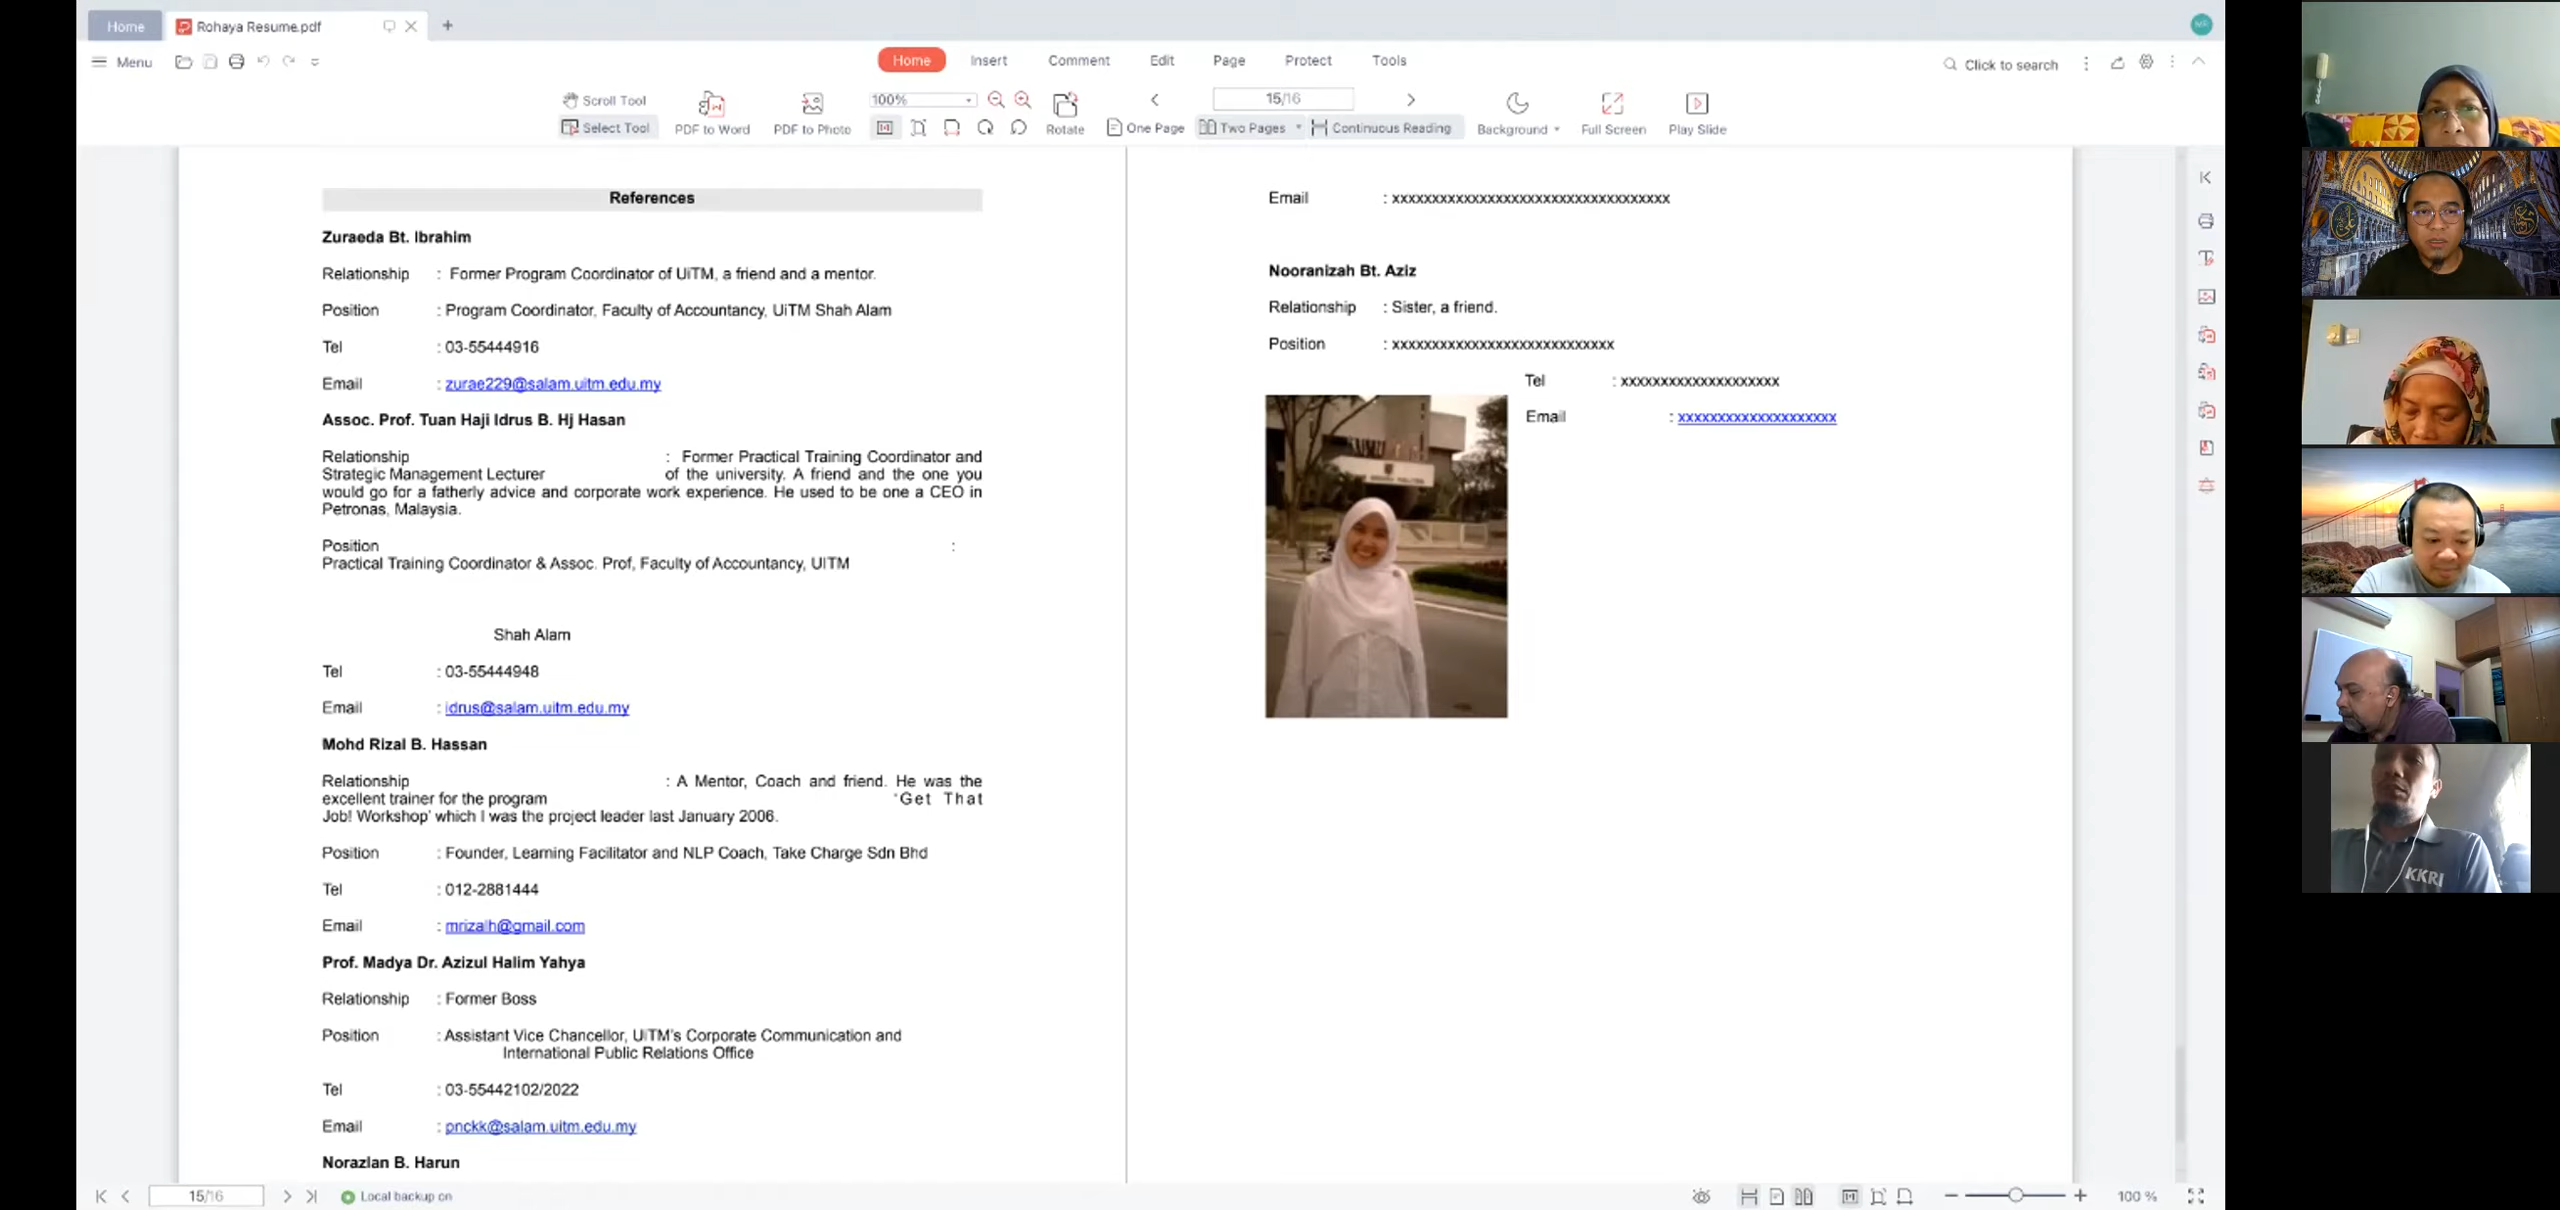 Home
Rohaya Resume.pdf
Menu
Home Insert Comment Edit Page Protect Tools
Click to search
Scroll Tool
Select Tool
PDF to Word
PDF to Photo
100%
Rotate
15/16
One Page
Two Pages
Continuous Reading
Background
Full Screen
Play Slide
References
Zuraeda Bt. Ibrahim
Relationship : Former Program Coordinator of UiTM, a friend and a mentor.
Position : Program Coordinator, Faculty of Accountancy, UiTM Shah Alam
Tel : 03-55444916
Email : zurae229@salam.uitm.edu.my
Assoc. Prof. Tuan Haji Idrus B. Hj Hasan
Relationship : Former Practical Training Coordinator and
Strategic Management Lecturer of the university. A friend and the one you
would go for a fatherly advice and corporate work experience. He used to be one a CEO in
Petronas, Malaysia.
Position :
Practical Training Coordinator & Assoc. Prof, Faculty of Accountancy, UITM
Shah Alam
Tel : 03-55444948
Email : idrus@salam.uitm.edu.my
Mohd Rizal B. Hassan
Relationship : A Mentor, Coach and friend. He was the
excellent trainer for the program 'Get That
Job! Workshop' which I was the project leader last January 2006.
Position : Founder, Learning Facilitator and NLP Coach, Take Charge Sdn Bhd
Tel : 012-2881444
Email : mrizalh@gmail.com
Prof. Madya Dr. Azizul Halim Yahya
Relationship : Former Boss
Position : Assistant Vice Chancellor, UiTM's Corporate Communication and
International Public Relations Office
Tel : 03-55442102/2022
Email : pnckk@salam.uitm.edu.my
Norazlan B. Harun
Email : xxxxxxxxxxxxxxxxxxxxxxxxxxxxxxxxxxx
Nooranizah Bt. Aziz
Relationship : Sister, a friend.
Position : xxxxxxxxxxxxxxxxxxxxxxxxxxxx
Tel : xxxxxxxxxxxxxxxxxxxx
Email : xxxxxxxxxxxxxxxxxxxx
KKRI
15/16
Local backup on
100 %